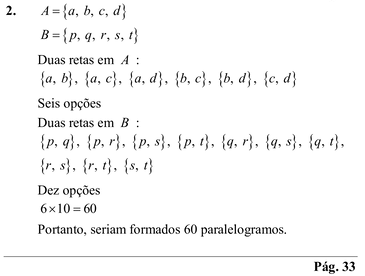 2. A = {a, b, c, d}
B = {p, q, r, s, t}
Duas retas em A :
{a, b}, {a, c}, {a, d}, {b, c}, {b, d}, {c, d}
Seis opções
Duas retas em B :
{p, q}, {p, r}, {p, s}, {p, t}, {q, r}, {q, s}, {q, t},
{r, s}, {r, t}, {s, t}
Dez opções
6×10 = 60
Portanto, seriam formados 60 paralelogramos.
Pág. 33